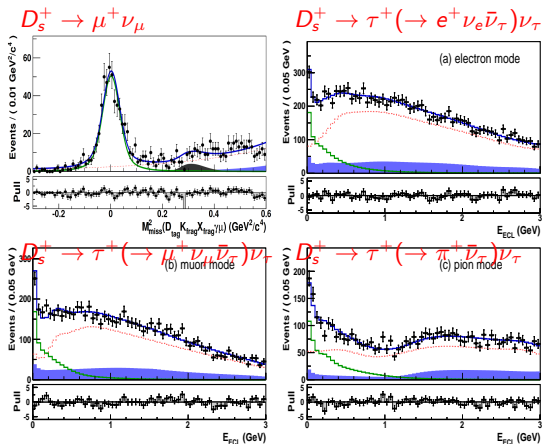 D_s^+ → μ^+ ν_μ
Events / ( 0.01 GeV²/c⁴ )
60
40
20
0
Pull
5
0
-5
-0.2 0 0.2 0.4 0.6
M²_miss(D_tag K_frag X_frag γμ) (GeV²/c⁴)
D_s^+ → τ^+(→ e^+ ν_e ν̄_τ)ν_τ
(a) electron mode
Events / ( 0.05 GeV )
400
300
200
100
0
Pull
5
0
-5
0 1 2 3
E_ECL (GeV)
D_s^+ → τ^+(→ μ^+ ν_μ ν̄_τ)ν_τ
(b) muon mode
Events / ( 0.05 GeV )
300
200
100
0
Pull
5
0
-5
0 1 2 3
E_ECL (GeV)
D_s^+ → τ^+(→ π^+ ν̄_τ)ν_τ
(c) pion mode
Events / ( 0.05 GeV )
200
150
100
50
0
Pull
5
0
-5
0 1 2 3
E_ECL (GeV)